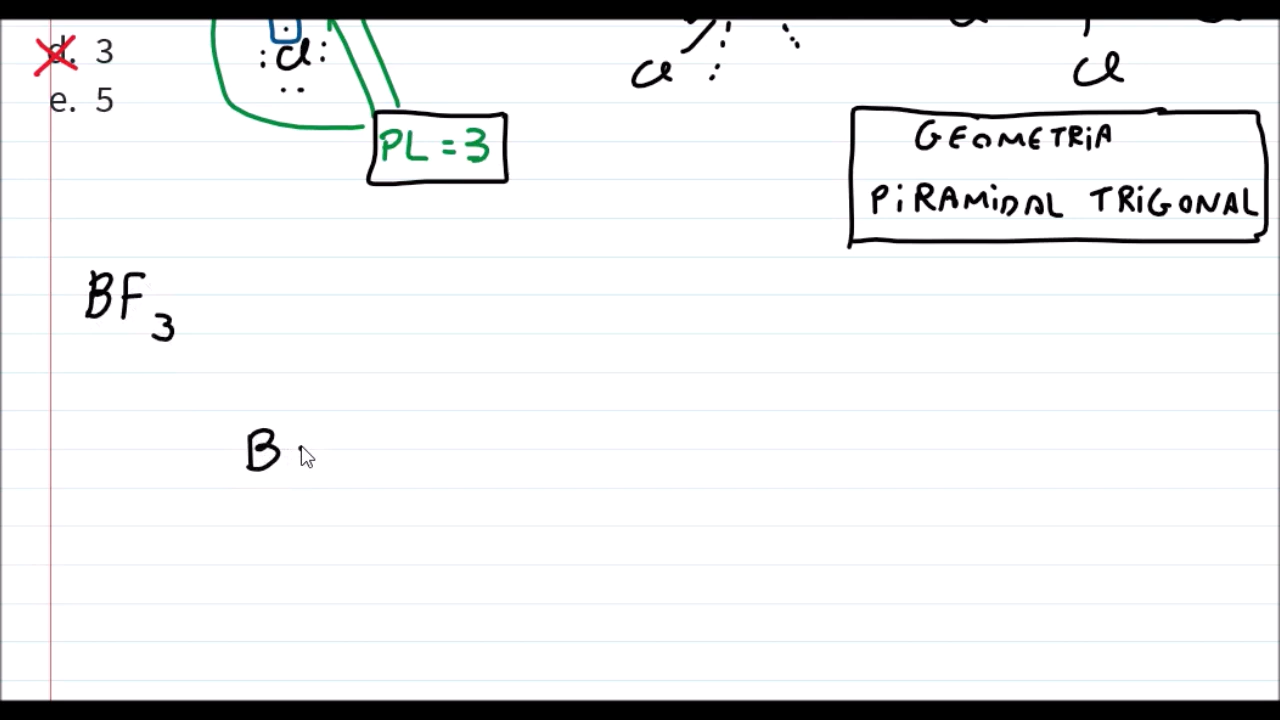 d. 3
:Cl:
Cl
Cl
e. 5
PL = 3
GEOMETRIA
PIRAMIDAL TRIGONAL
BF3
B